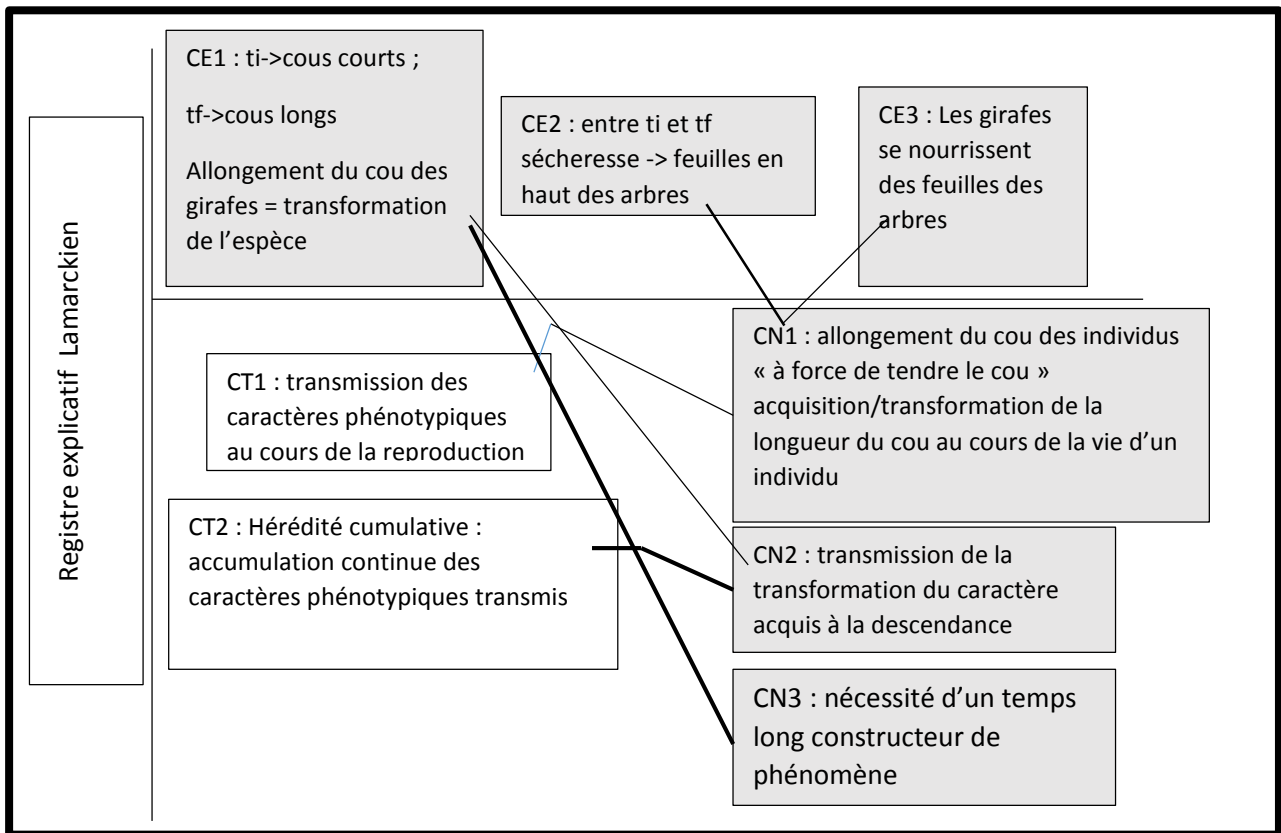 Registre explicatif Lamarckien
CE1 : ti->cous courts ;
tf->cous longs
Allongement du cou des
girafes = transformation
de l’espèce
CE2 : entre ti et tf
sécheresse -> feuilles en
haut des arbres
CE3 : Les girafes
se nourrissent
des feuilles des
arbres
CT1 : transmission des
caractères phénotypiques
au cours de la reproduction
CN1 : allongement du cou des individus
« à force de tendre le cou »
acquisition/transformation de la
longueur du cou au cours de la vie d’un
individu
CT2 : Hérédité cumulative :
accumulation continue des
caractères phénotypiques transmis
CN2 : transmission de la
transformation du caractère
acquis à la descendance
CN3 : nécessité d’un temps
long constructeur de
phénomène